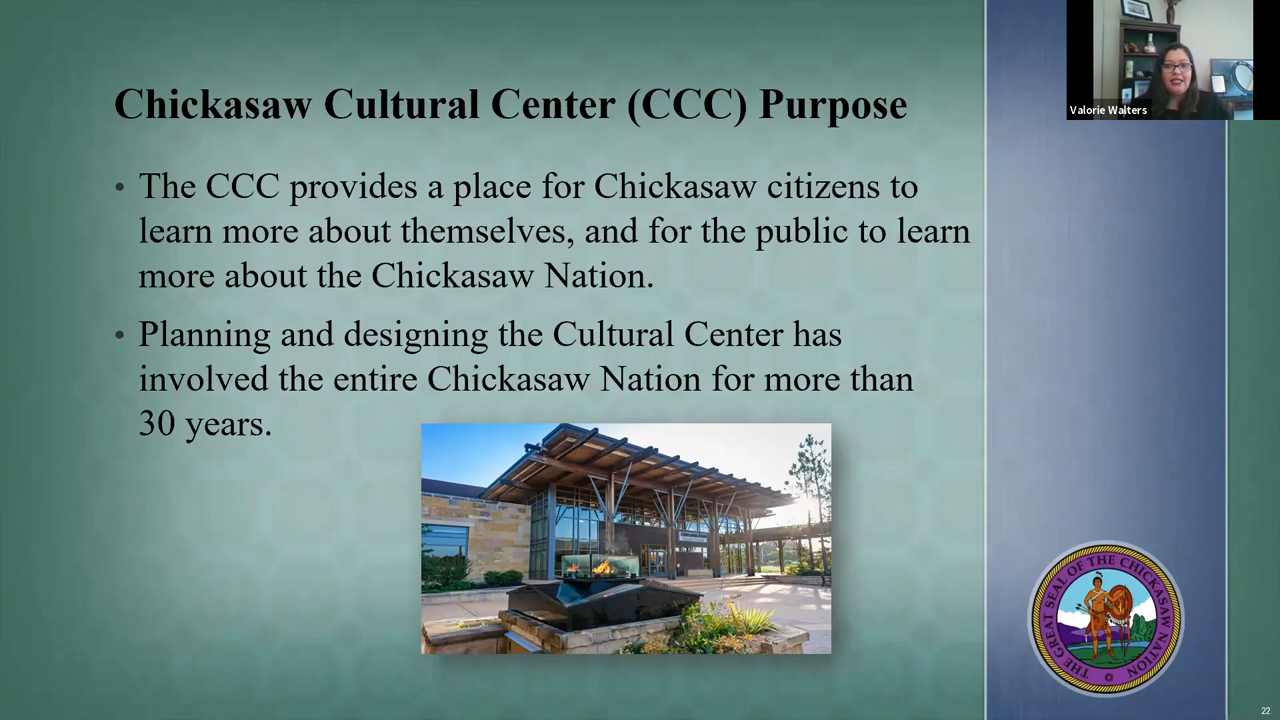 Chickasaw Cultural Center (CCC) Purpose
Valorie Walters
• The CCC provides a place for Chickasaw citizens to
learn more about themselves, and for the public to learn
more about the Chickasaw Nation.
• Planning and designing the Cultural Center has
involved the entire Chickasaw Nation for more than
30 years.
THE GREAT SEAL OF THE CHICKASAW NATION
22